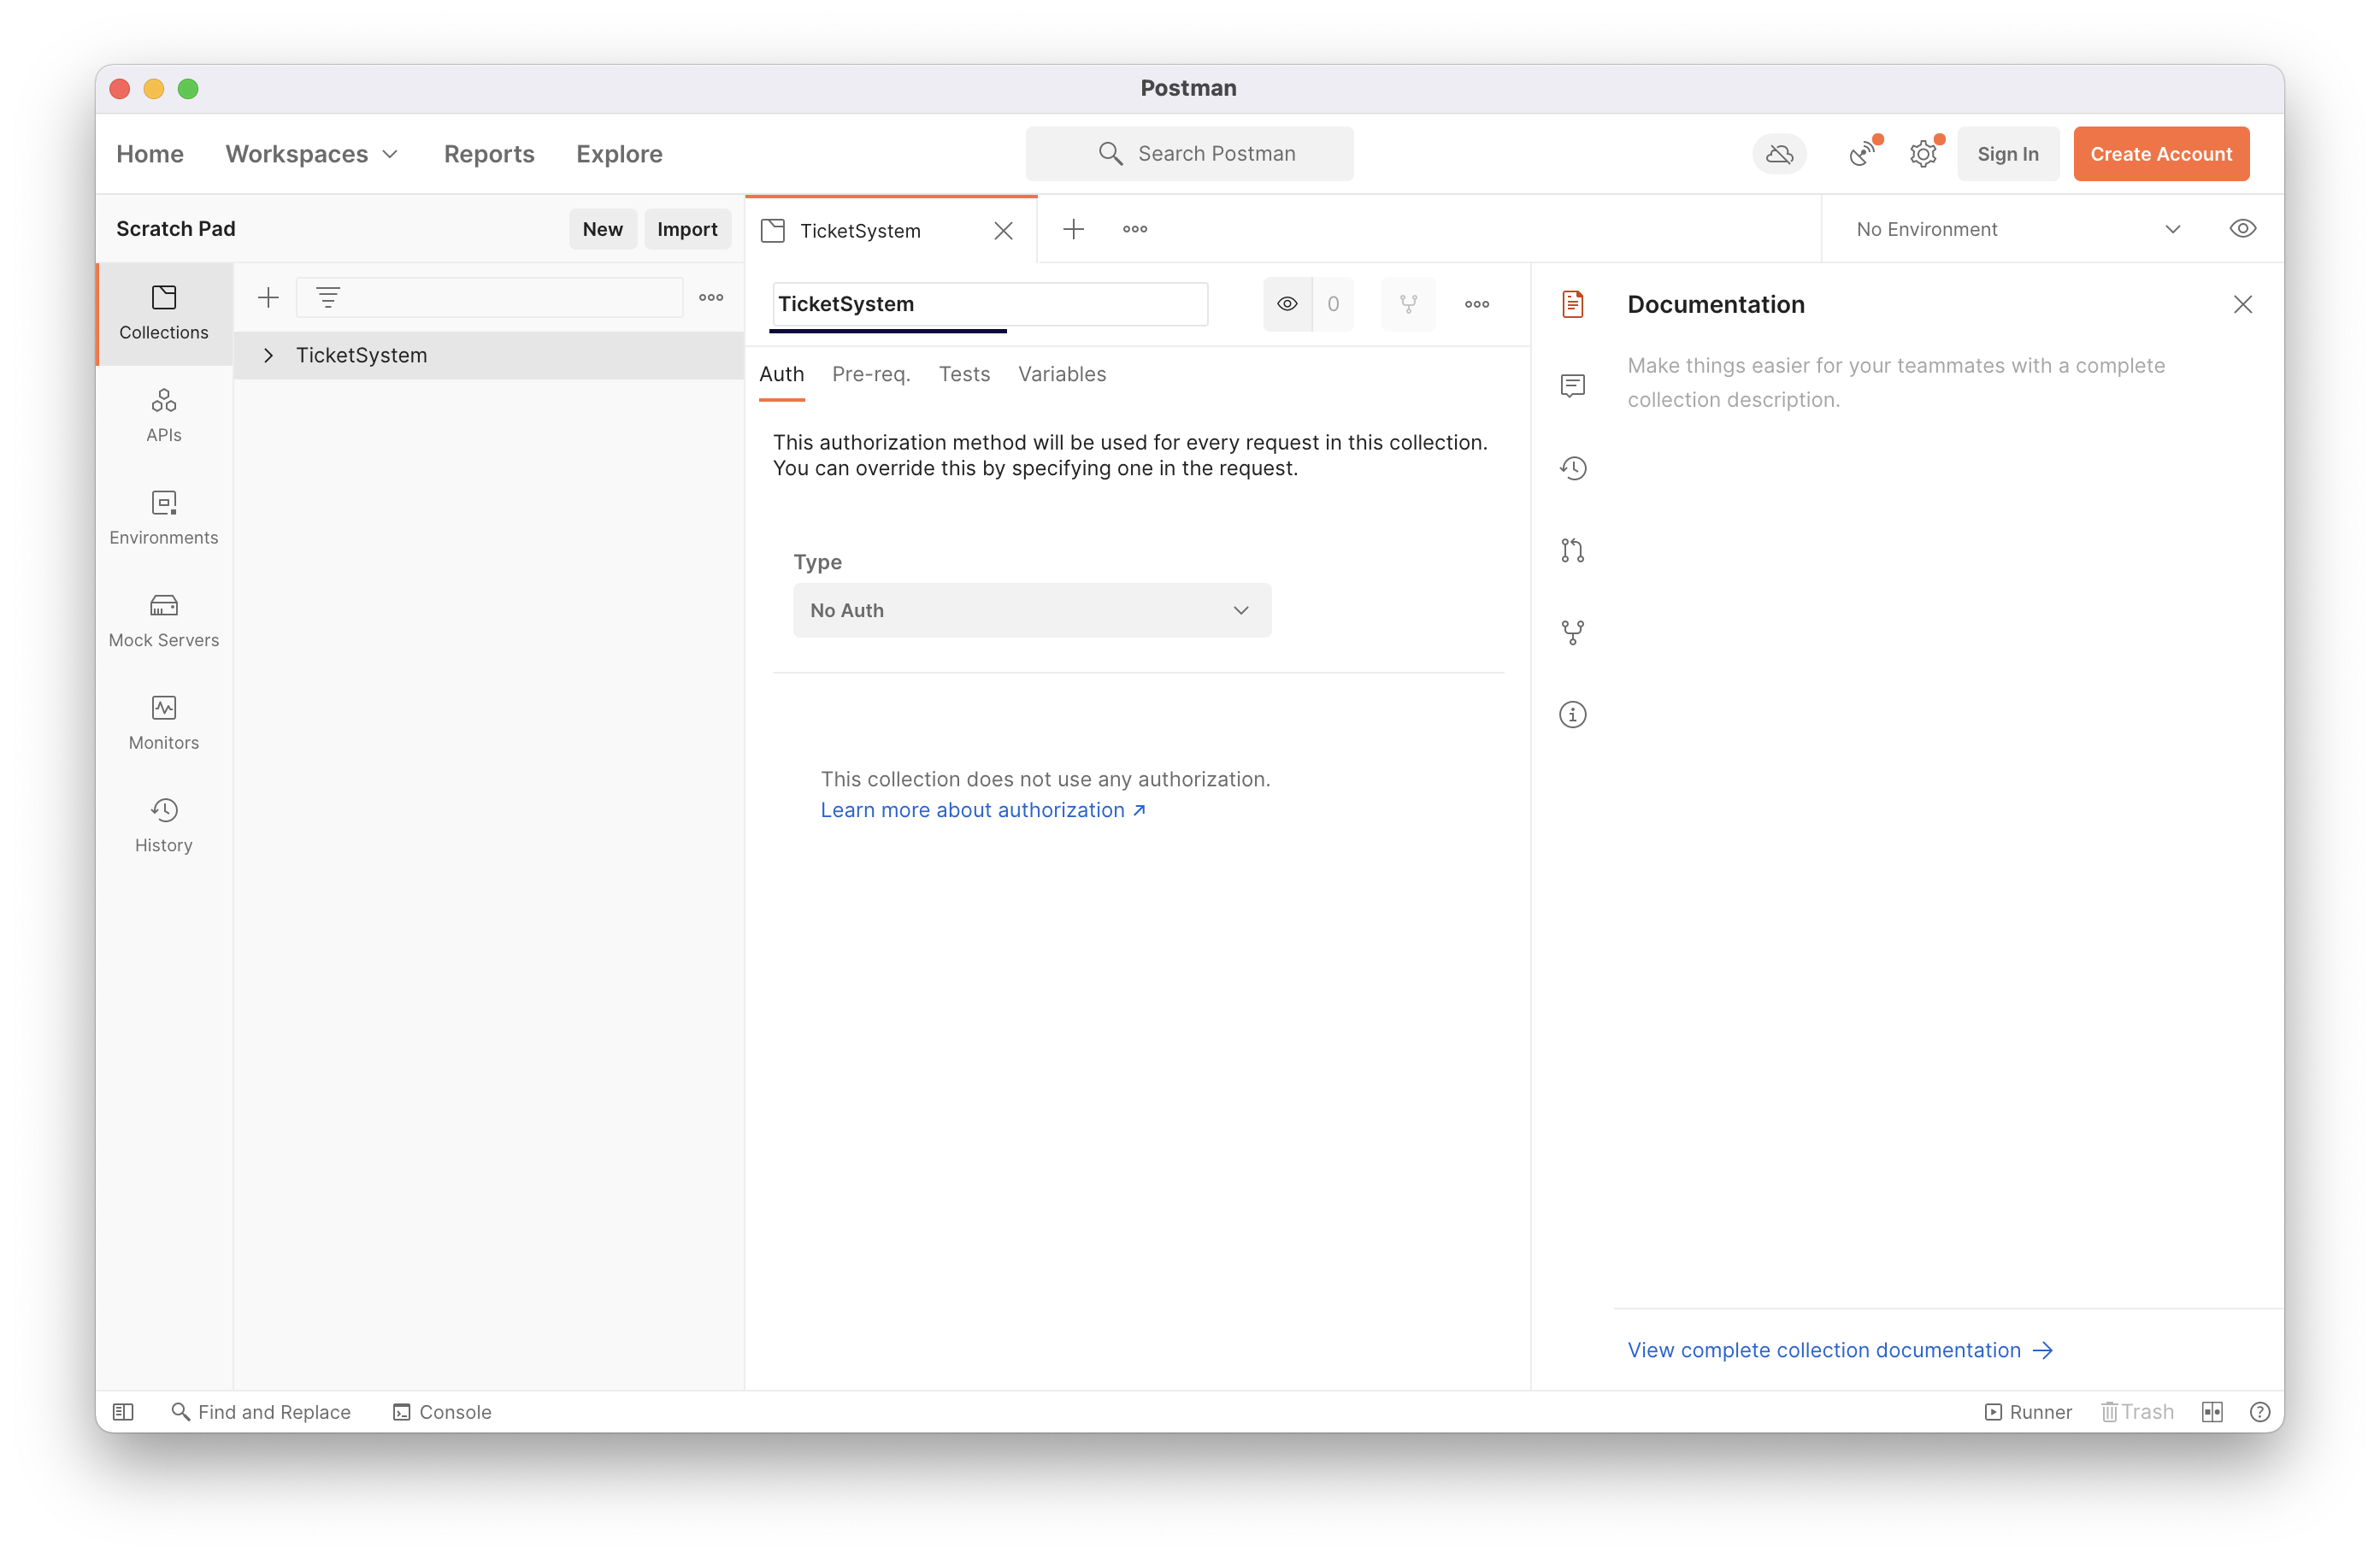 Postman
Home Workspaces Reports Explore
Search Postman
Sign In Create Account
Scratch Pad New Import
TicketSystem
No Environment
Collections
APIs
Environments
Mock Servers
Monitors
History
TicketSystem
TicketSystem
0
Auth Pre-req. Tests Variables
This authorization method will be used for every request in this collection.
You can override this by specifying one in the request.
Type
No Auth
This collection does not use any authorization.
Learn more about authorization ↗
Documentation
Make things easier for your teammates with a complete
collection description.
View complete collection documentation →
Find and Replace Console
Runner Trash